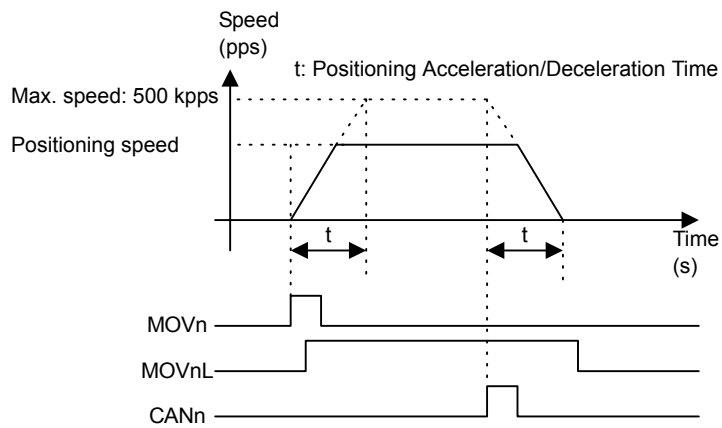 Speed
(pps)
t: Positioning Acceleration/Deceleration Time
Max. speed: 500 kpps
Positioning speed
t
t
Time
(s)
MOVn
MOVnL
CANn